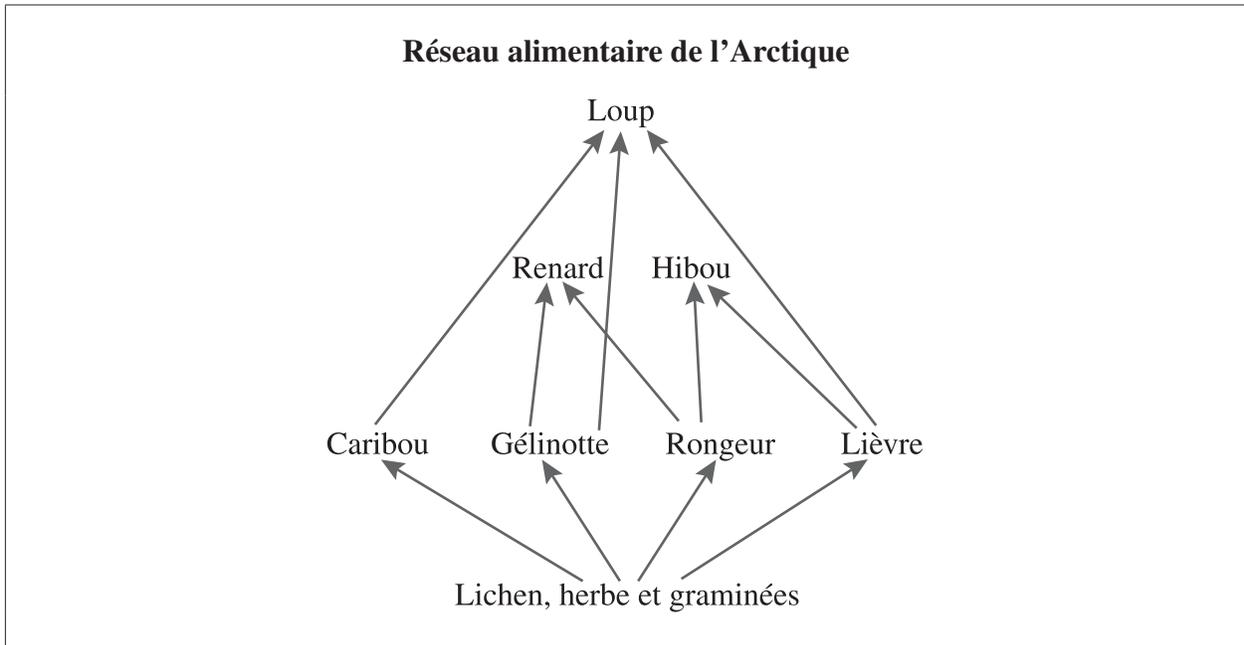 Réseau alimentaire de l’Arctique
Loup
Renard Hibou
Caribou Gélinotte Rongeur Lièvre
Lichen, herbe et graminées